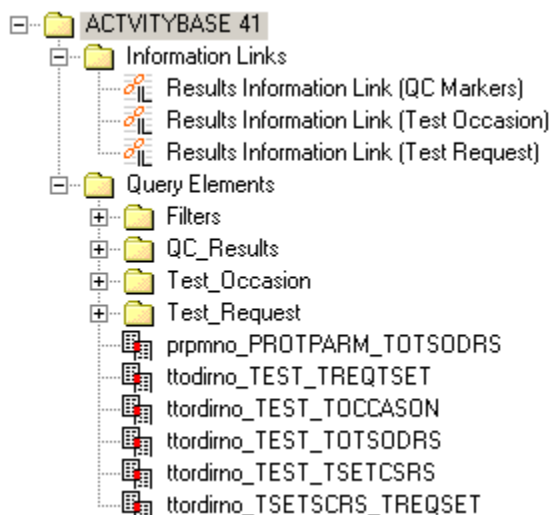 ACTVITYBASE 41
Information Links
Results Information Link (QC Markers)
Results Information Link (Test Occasion)
Results Information Link (Test Request)
Query Elements
Filters
QC_Results
Test_Occasion
Test_Request
prpmno_PROTPARM_TOTSODRS
ttodirno_TEST_TREQTSET
ttordirno_TEST_TOCCASON
ttordirno_TEST_TOTSODRS
ttordirno_TEST_TSETCSRS
ttordirno_TSETSCRS_TREQSET